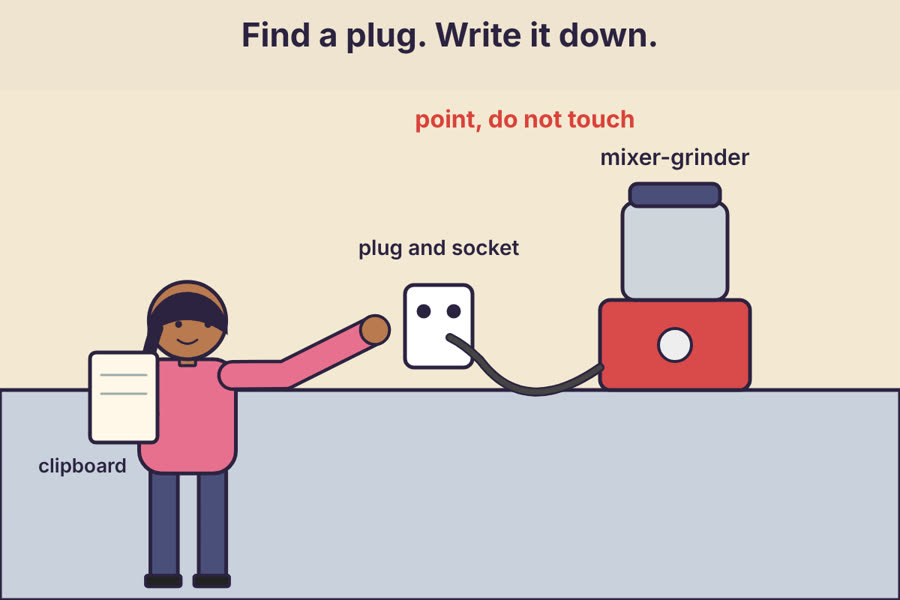 Find a plug. Write it down.
point, do not touch
mixer-grinder
plug and socket
clipboard